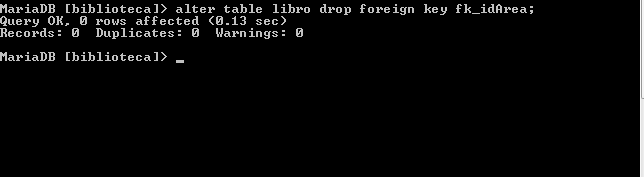 MariaDB [biblioteca]> alter table libro drop foreign key fk_idArea;
Query OK, 0 rows affected (0.13 sec)
Records: 0  Duplicates: 0  Warnings: 0
MariaDB [biblioteca]> _